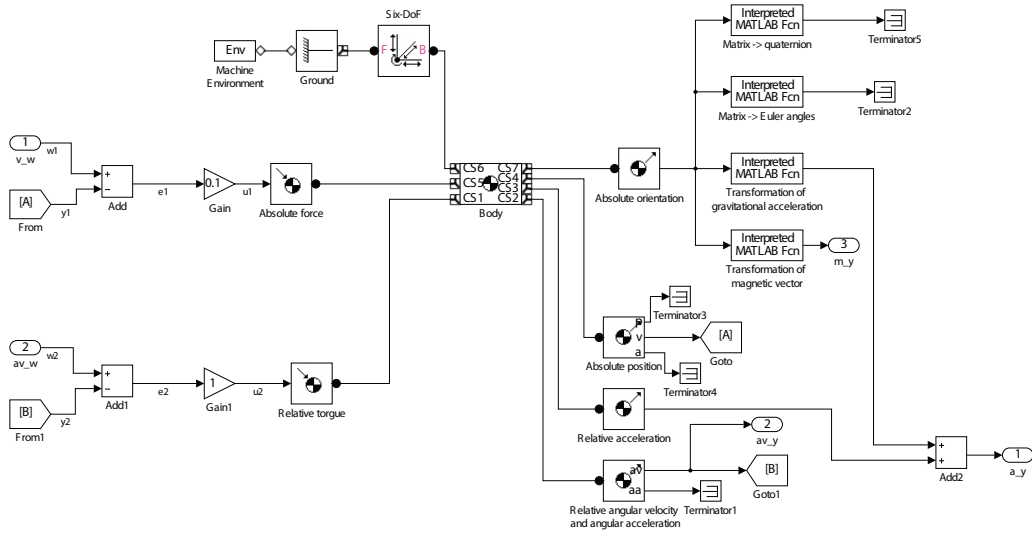 Six-DoF
Env
Machine
Environment
Ground
F
B
Interpreted
MATLAB Fcn
Matrix -> quaternion
Terminator5
Interpreted
MATLAB Fcn
Matrix -> Euler angles
Terminator2
1
v_w
w1
[A]
From
y1
+
−
Add
e1
0.1
Gain
u1
Absolute force
CS6
CS5
CS1
CS7
CS4
CS3
CS2
Body
Absolute orientation
Interpreted
MATLAB Fcn
Transformation of
gravitational acceleration
Interpreted
MATLAB Fcn
Transformation of
magnetic vector
3
m_y
Terminator3
p
v
a
Absolute position
[A]
Goto
Terminator4
2
av_w
w2
[B]
From1
y2
+
−
Add1
e2
1
Gain1
u2
Relative torgue
Relative acceleration
2
av_y
av
aa
Relative angular velocity
and angular acceleration
[B]
Goto1
Terminator1
+
+
Add2
1
a_y